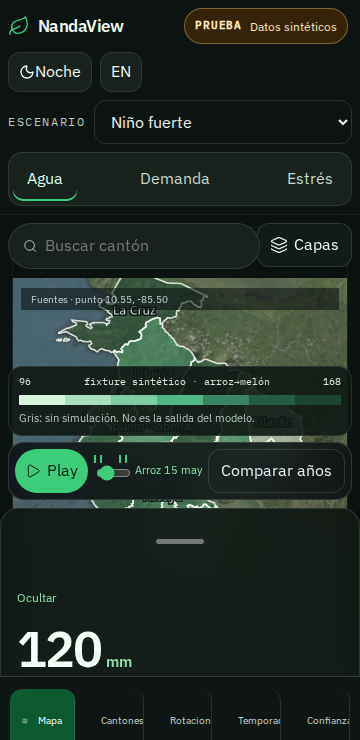 NandaView
PRUEBA Datos sintéticos
Noche
EN
ESCENARIO Niño fuerte
Agua Demanda Estrés
Buscar cantón
Capas
Fuentes · punto 10.55, -85.50
La Cruz
96 fixture sintético · arroz→melón 168
Gris: sin simulación. No es la salida del modelo.
Play
Arroz 15 may
Comparar años
Ocultar
120 mm
Mapa Cantones Rotacion Tempora Confianza